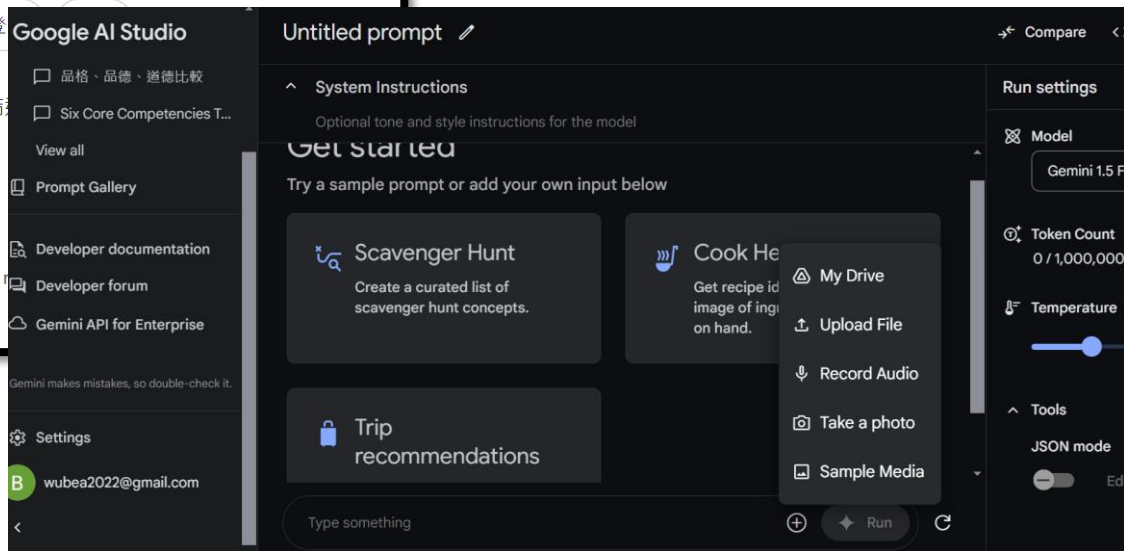 Google AI Studio
品格、品德、道德比較
Six Core Competencies T...
View all
Prompt Gallery
Developer documentation
Developer forum
Gemini API for Enterprise
Gemini makes mistakes, so double-check it.
Settings
B
wubea2022@gmail.com
Untitled prompt
Compare
System Instructions
Optional tone and style instructions for the model
Get started
Try a sample prompt or add your own input below
Scavenger Hunt
Create a curated list of
scavenger hunt concepts.
Cook He
Get recipe id
image of ing
on hand.
Trip
recommendations
My Drive
Upload File
Record Audio
Take a photo
Sample Media
Type something
Run
Run settings
Model
Gemini 1.5 F
Token Count
0 / 1,000,000
Temperature
Tools
JSON mode
Ed